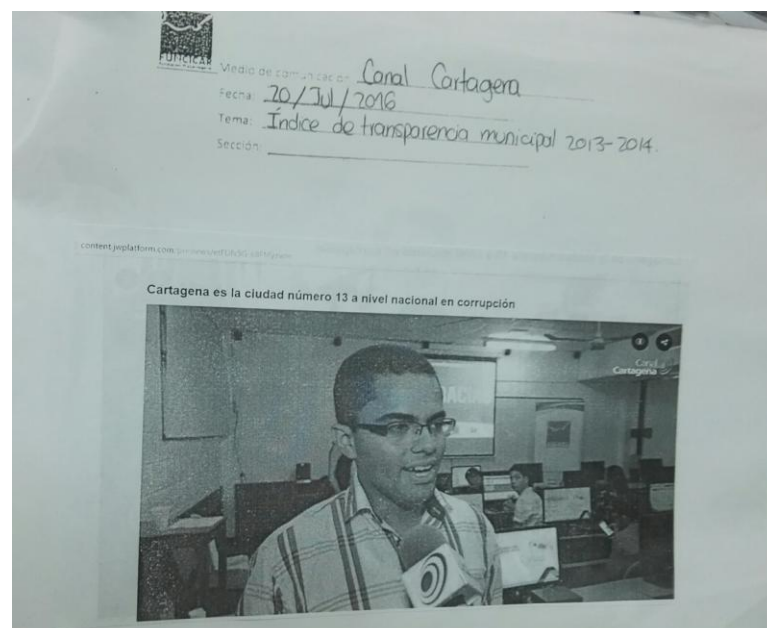 FUNCICAR
Medio de comunicación: Canal Cartagena
Fecha: 20/Jul/2016
Tema: Índice de transparencia municipal 2013-2014.
Sección:
content.jwplatform.com
Cartagena es la ciudad número 13 a nivel nacional en corrupción
Canal
Cartagena